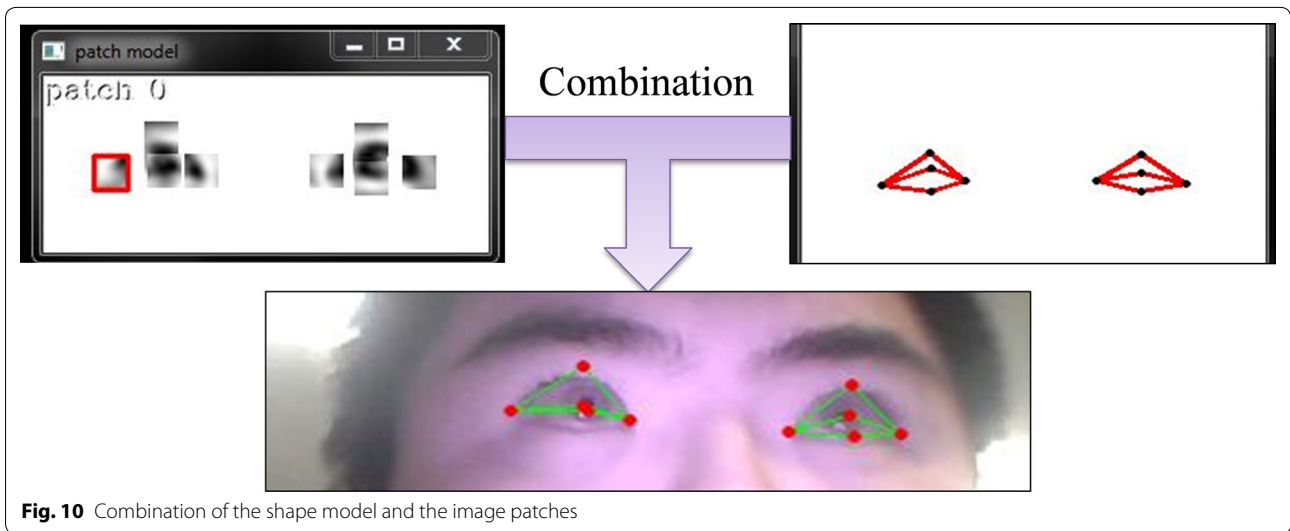 patch model
patch 0
Combination
Fig. 10 Combination of the shape model and the image patches